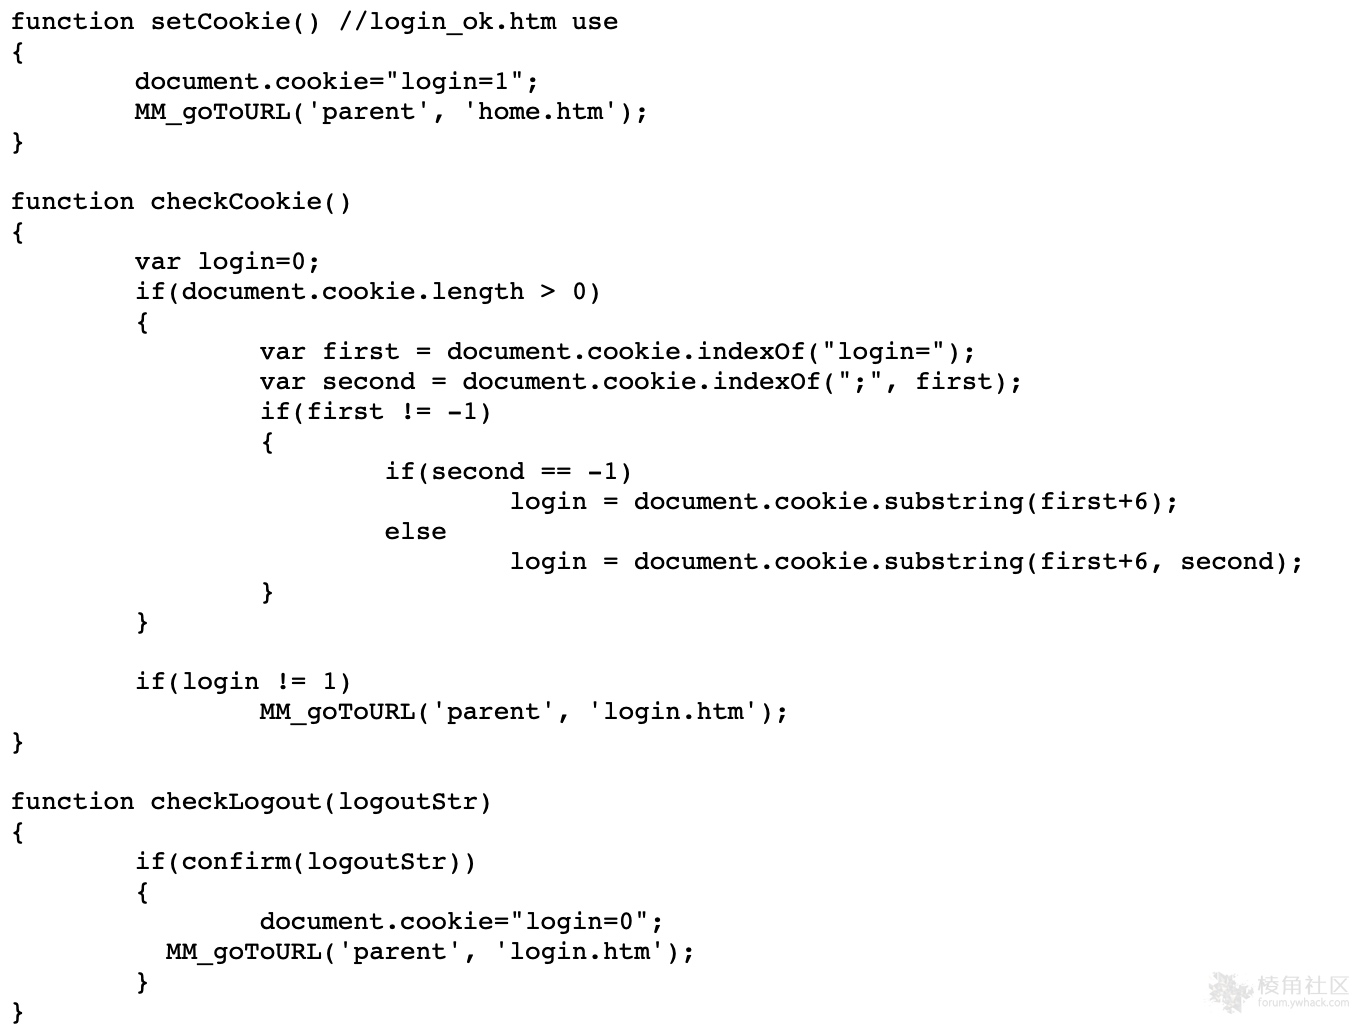 function setCookie() //login_ok.htm use
{
        document.cookie="login=1";
        MM_goToURL('parent', 'home.htm');
}

function checkCookie()
{
        var login=0;
        if(document.cookie.length > 0)
        {
                var first = document.cookie.indexOf("login=");
                var second = document.cookie.indexOf(";", first);
                if(first != -1)
                {
                        if(second == -1)
                                login = document.cookie.substring(first+6);
                        else
                                login = document.cookie.substring(first+6, second);
                }
        }

        if(login != 1)
                MM_goToURL('parent', 'login.htm');
}

function checkLogout(logoutStr)
{
        if(confirm(logoutStr))
        {
                document.cookie="login=0";
          MM_goToURL('parent', 'login.htm');
        }
}
棱角社区
forum.ywhack.com